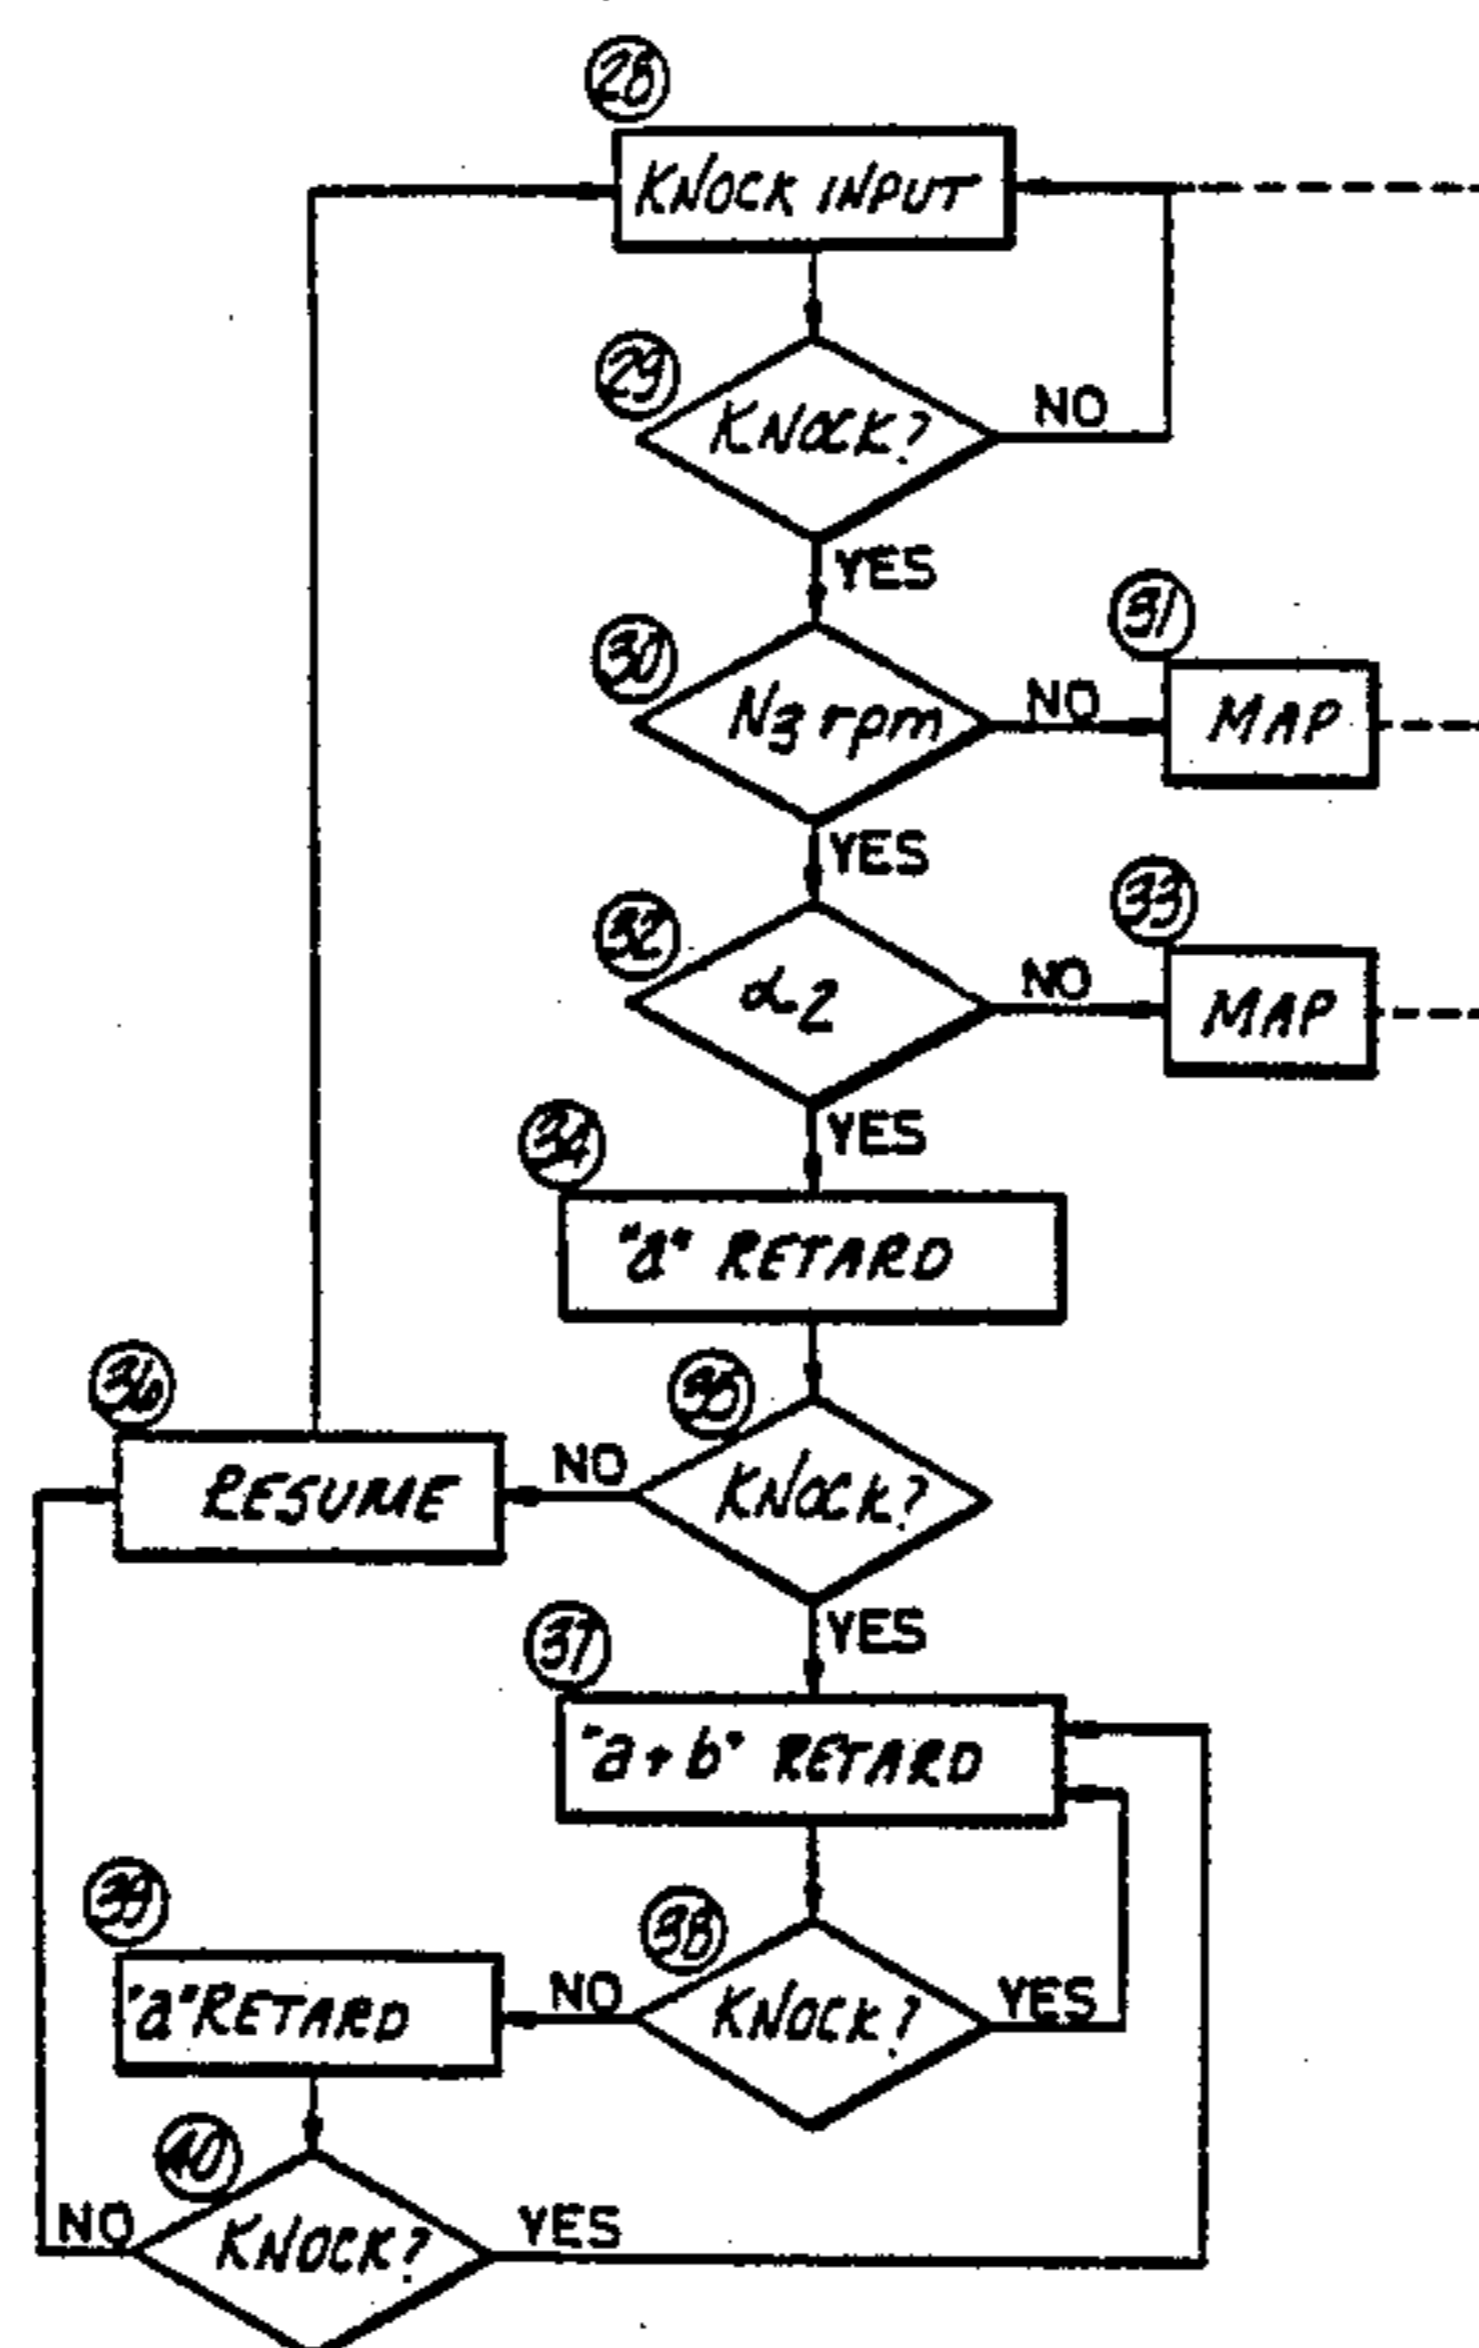 28
KNOCK INPUT
29
KNOCK?
NO
YES
30
N3 rpm
NO
31
MAP
YES
32
α2
NO
33
MAP
YES
34
"a" RETARD
35
KNOCK?
NO
36
RESUME
YES
37
"a+b" RETARD
38
KNOCK?
YES
NO
39
"a" RETARD
40
KNOCK?
NO
YES